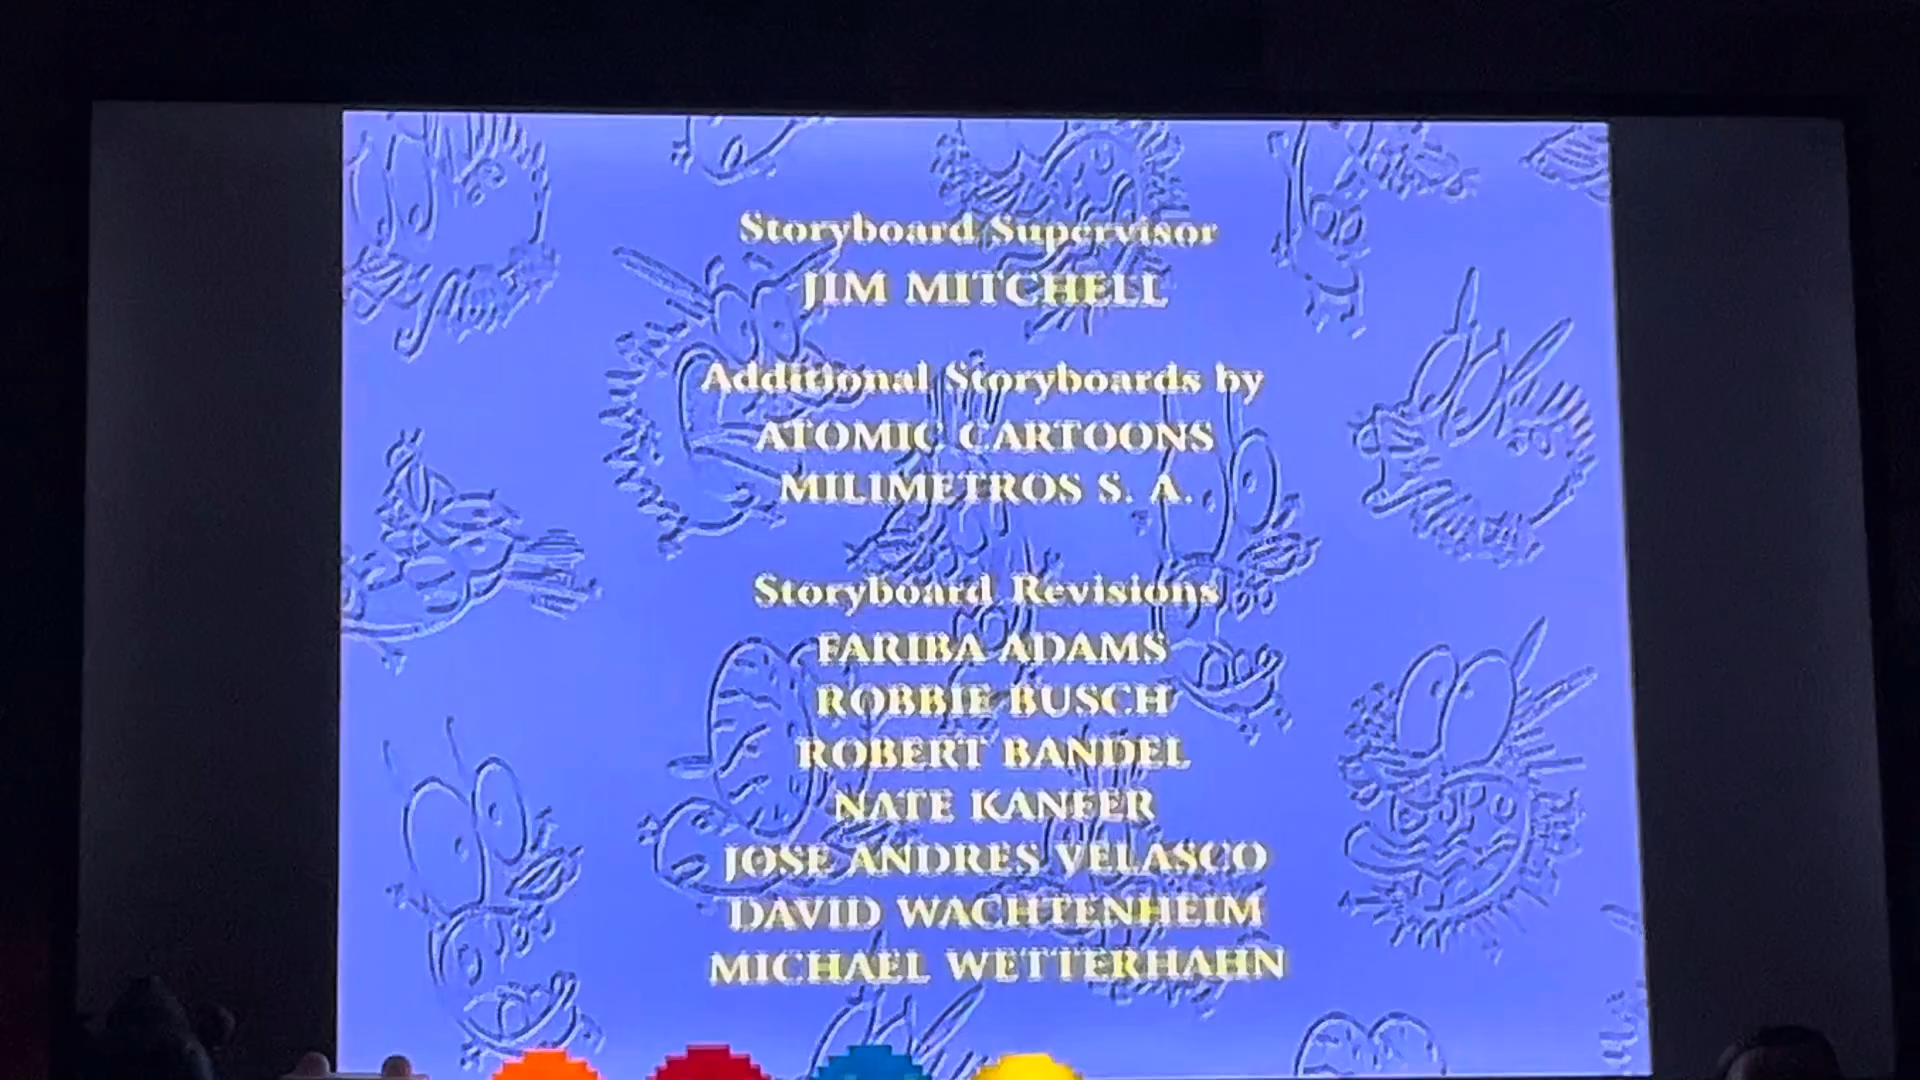 Storyboard Supervisor
JIM MITCHELL
Additional Storyboards by
ATOMIC CARTOONS
MILIMETROS S. A.
Storyboard Revisions
FARIBA ADAMS
ROBBIE BUSCH
ROBERT BANDEL
NATE KANFER
JOSE ANDRES VELASCO
DAVID WACHTENHEIM
MICHAEL WETTERHAHN